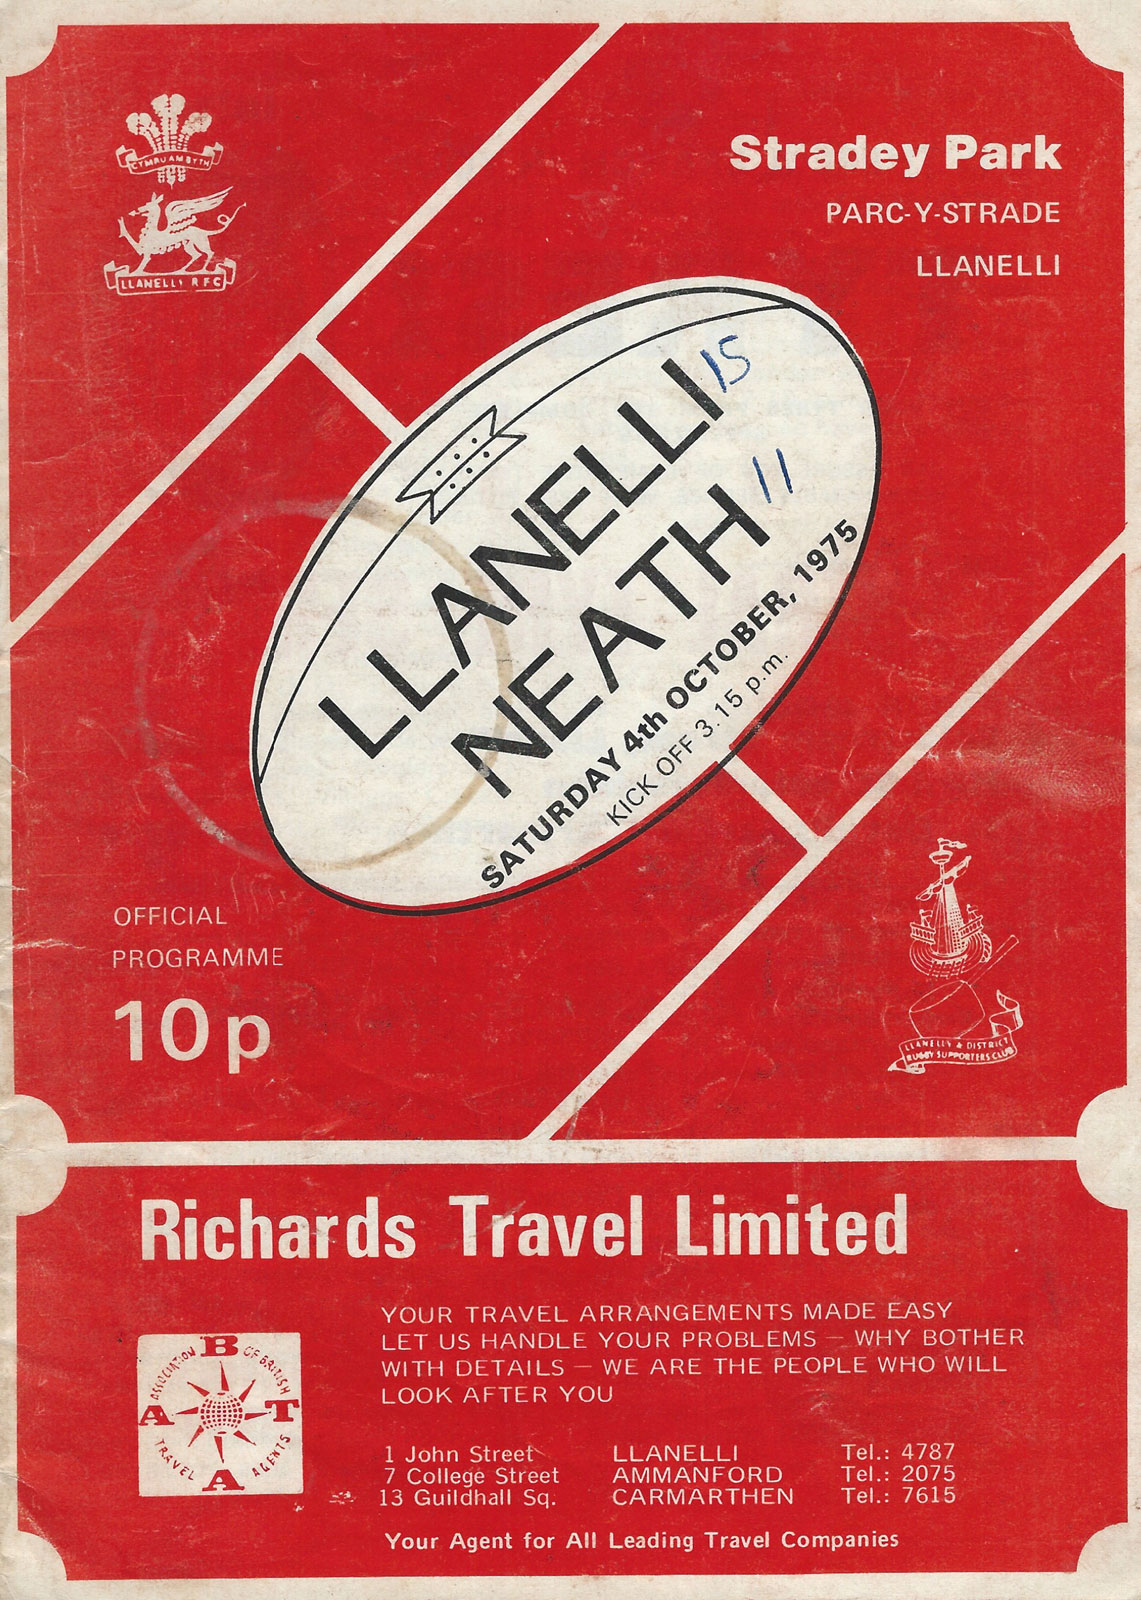 CYMRU AM BYTH
LLANELLI RFC
Stradey Park
PARC-Y-STRADE
LLANELLI
LLANELLI 15
NEATH 11
SATURDAY 4th OCTOBER, 1975
KICK OFF 3.15 p.m.
OFFICIAL
PROGRAMME
10p
LLANELLI & DISTRICT
RUGBY SUPPORTERS CLUB
Richards Travel Limited
YOUR TRAVEL ARRANGEMENTS MADE EASY
LET US HANDLE YOUR PROBLEMS — WHY BOTHER
WITH DETAILS — WE ARE THE PEOPLE WHO WILL
LOOK AFTER YOU
ASSOCIATION OF BRITISH
TRAVEL AGENTS
A B T A
1 John Street LLANELLI Tel.: 4787
7 College Street AMMANFORD Tel.: 2075
13 Guildhall Sq. CARMARTHEN Tel.: 7615
Your Agent for All Leading Travel Companies